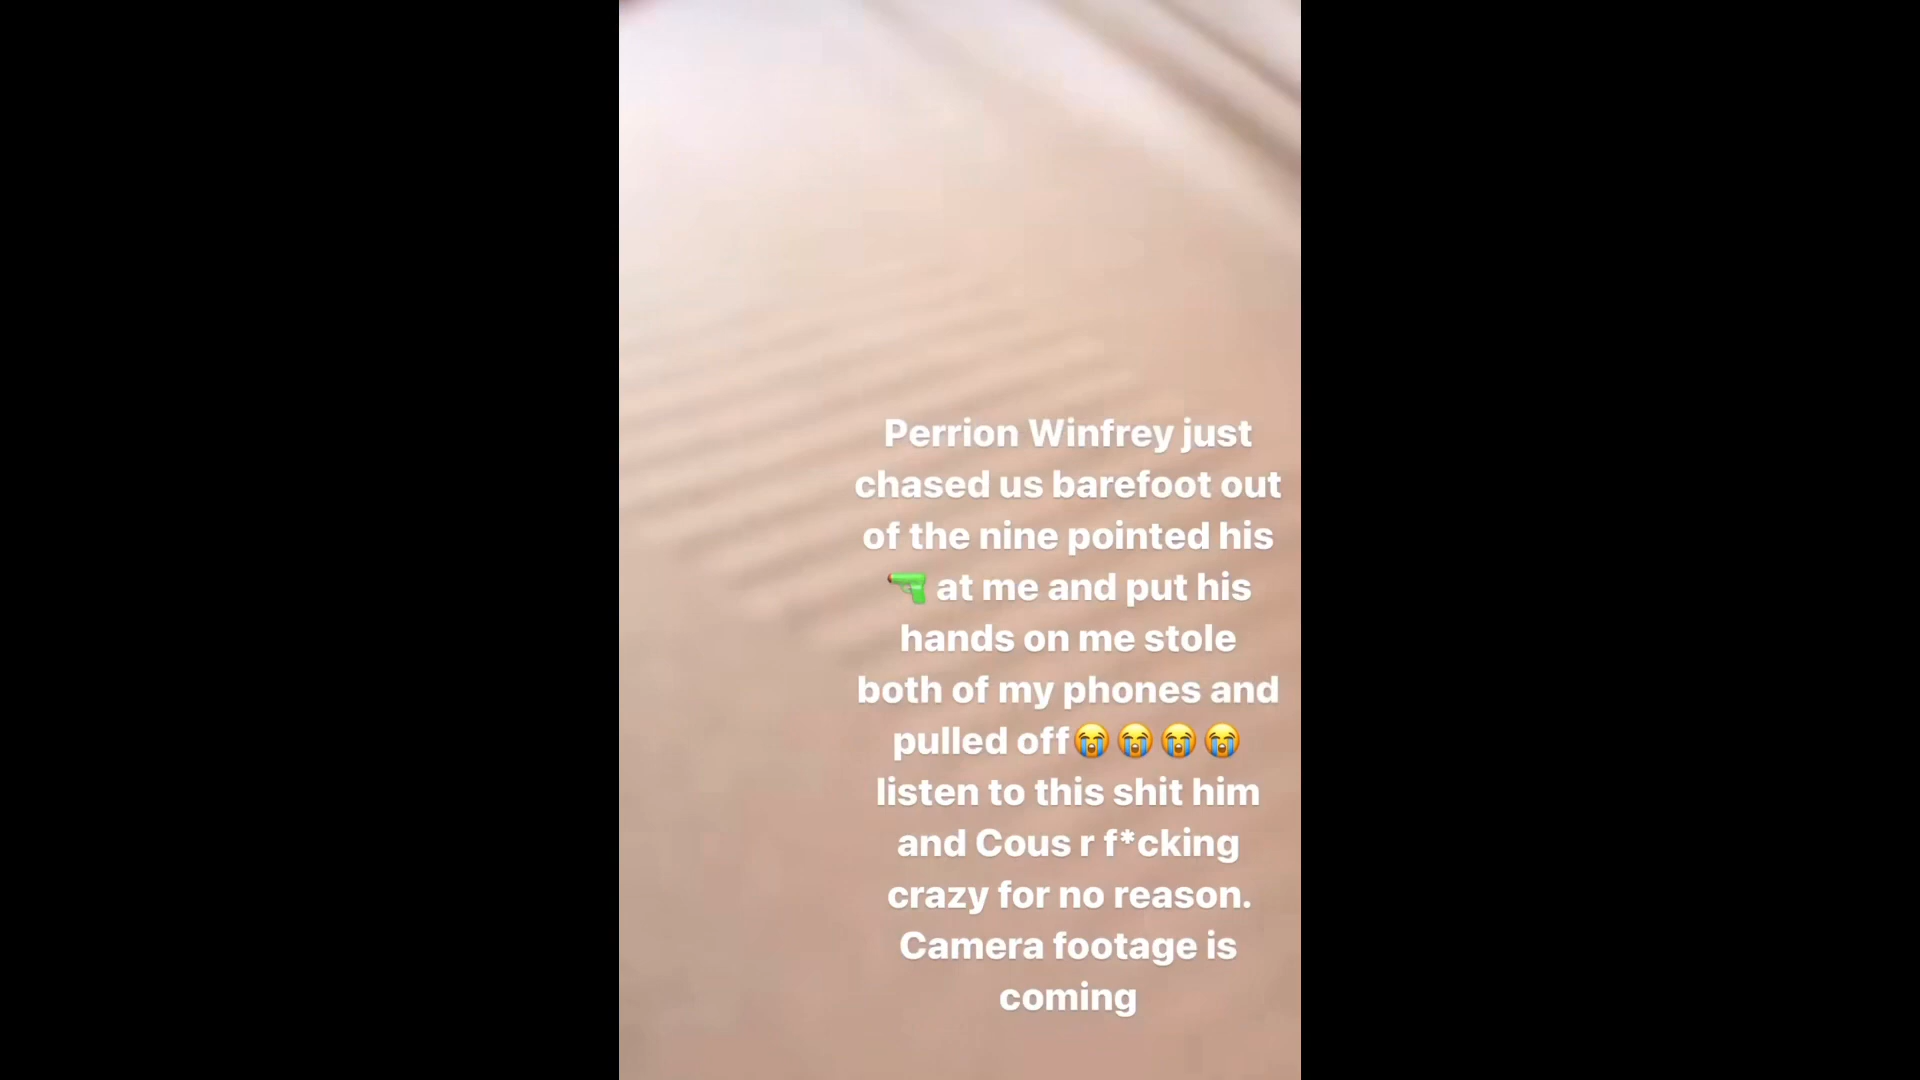 Perrion Winfrey just
chased us barefoot out
of the nine pointed his
🔫 at me and put his
hands on me stole
both of my phones and
pulled off😭😭😭😭
listen to this shit him
and Cous r f*cking
crazy for no reason.
Camera footage is
coming